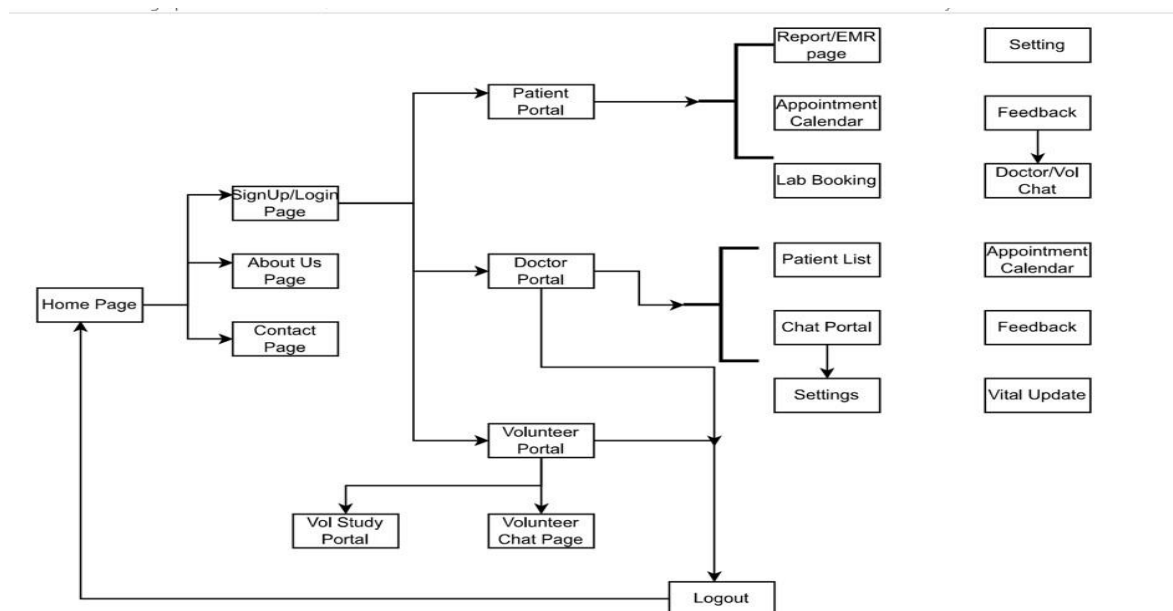 Report/EMR
page
Setting
Patient
Portal
Appointment
Calendar
Feedback
Lab Booking
Doctor/Vol
Chat
SignUp/Login
Page
About Us
Page
Doctor
Portal
Patient List
Appointment
Calendar
Home Page
Contact
Page
Chat Portal
Feedback
Settings
Vital Update
Volunteer
Portal
Vol Study
Portal
Volunteer
Chat Page
Logout